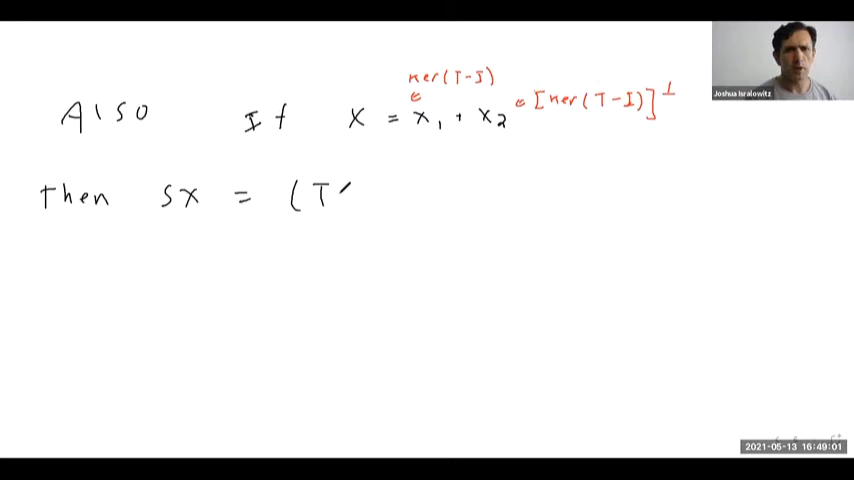 ker(T-I)
∈
Also If x = x₁ + x₂ ∈ [ker(T-I)]⊥
Then Sx = (T
Joshua Isralowitz
2021-05-13 16:49:01